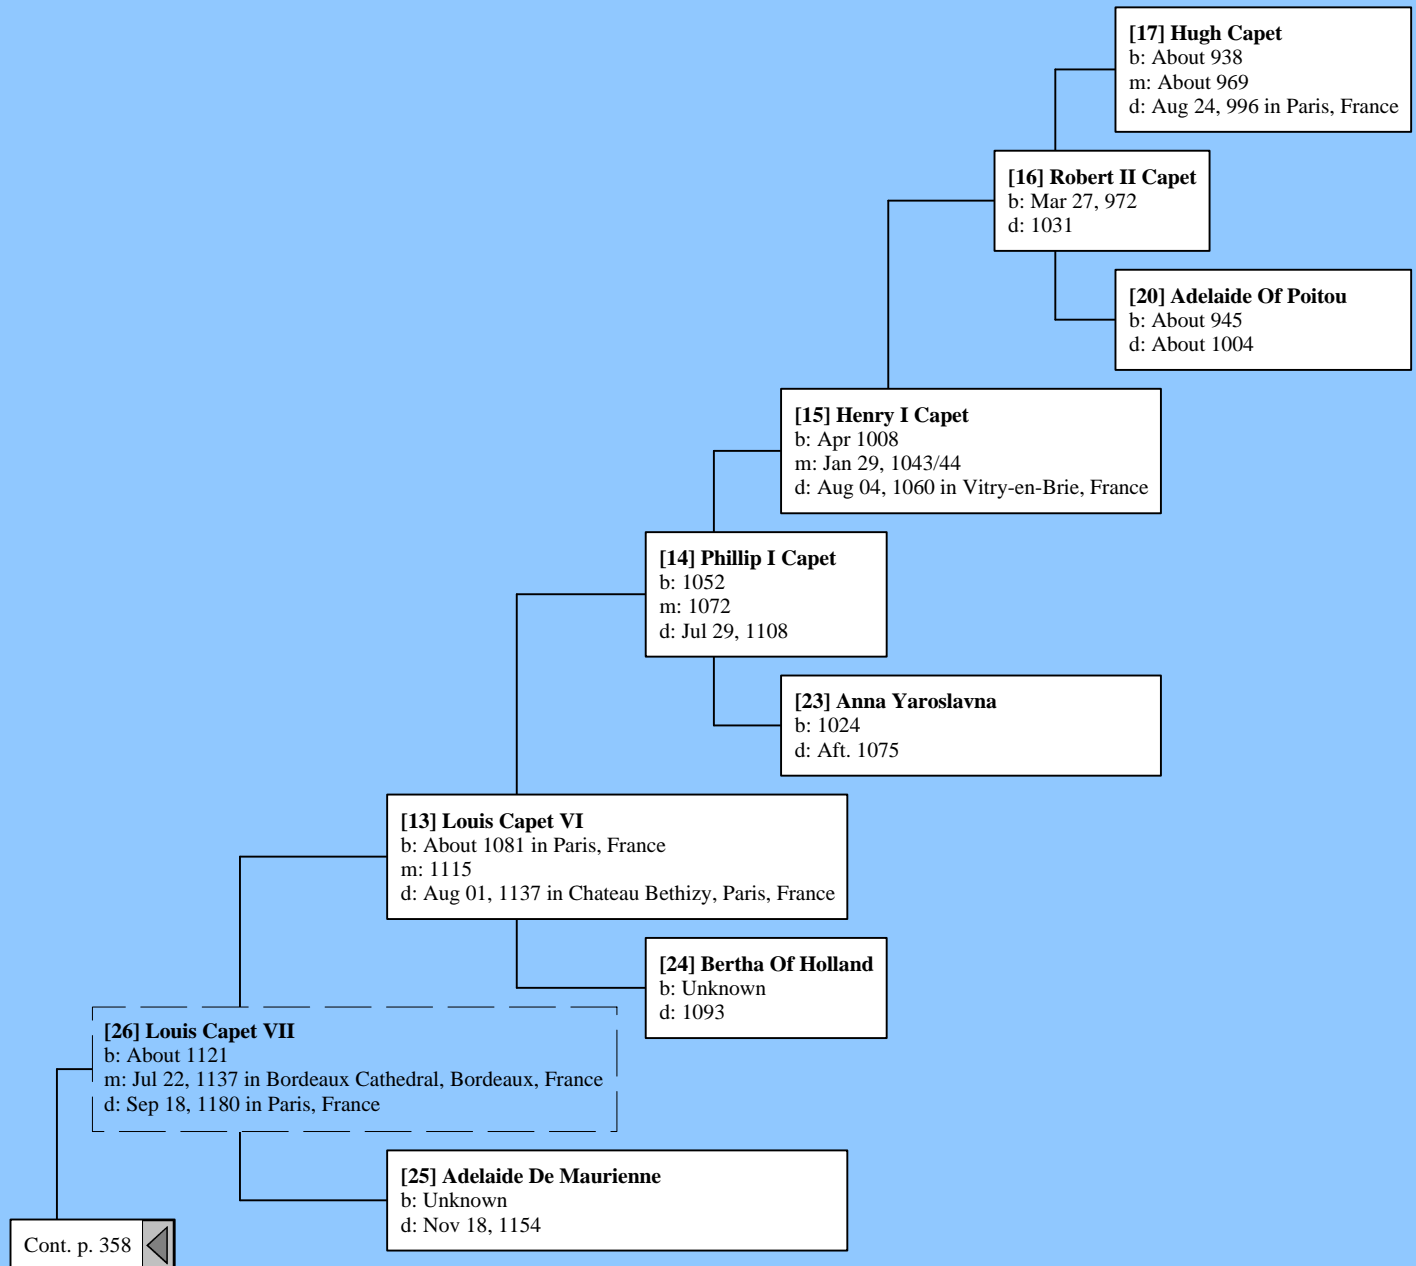 [17] Hugh Capet
b: About 938
m: About 969
d: Aug 24, 996 in Paris, France
[16] Robert II Capet
b: Mar 27, 972
d: 1031
[20] Adelaide Of Poitou
b: About 945
d: About 1004
[15] Henry I Capet
b: Apr 1008
m: Jan 29, 1043/44
d: Aug 04, 1060 in Vitry-en-Brie, France
[14] Phillip I Capet
b: 1052
m: 1072
d: Jul 29, 1108
[23] Anna Yaroslavna
b: 1024
d: Aft. 1075
[13] Louis Capet VI
b: About 1081 in Paris, France
m: 1115
d: Aug 01, 1137 in Chateau Bethizy, Paris, France
[24] Bertha Of Holland
b: Unknown
d: 1093
[26] Louis Capet VII
b: About 1121
m: Jul 22, 1137 in Bordeaux Cathedral, Bordeaux, France
d: Sep 18, 1180 in Paris, France
[25] Adelaide De Maurienne
b: Unknown
d: Nov 18, 1154
Cont. p. 358